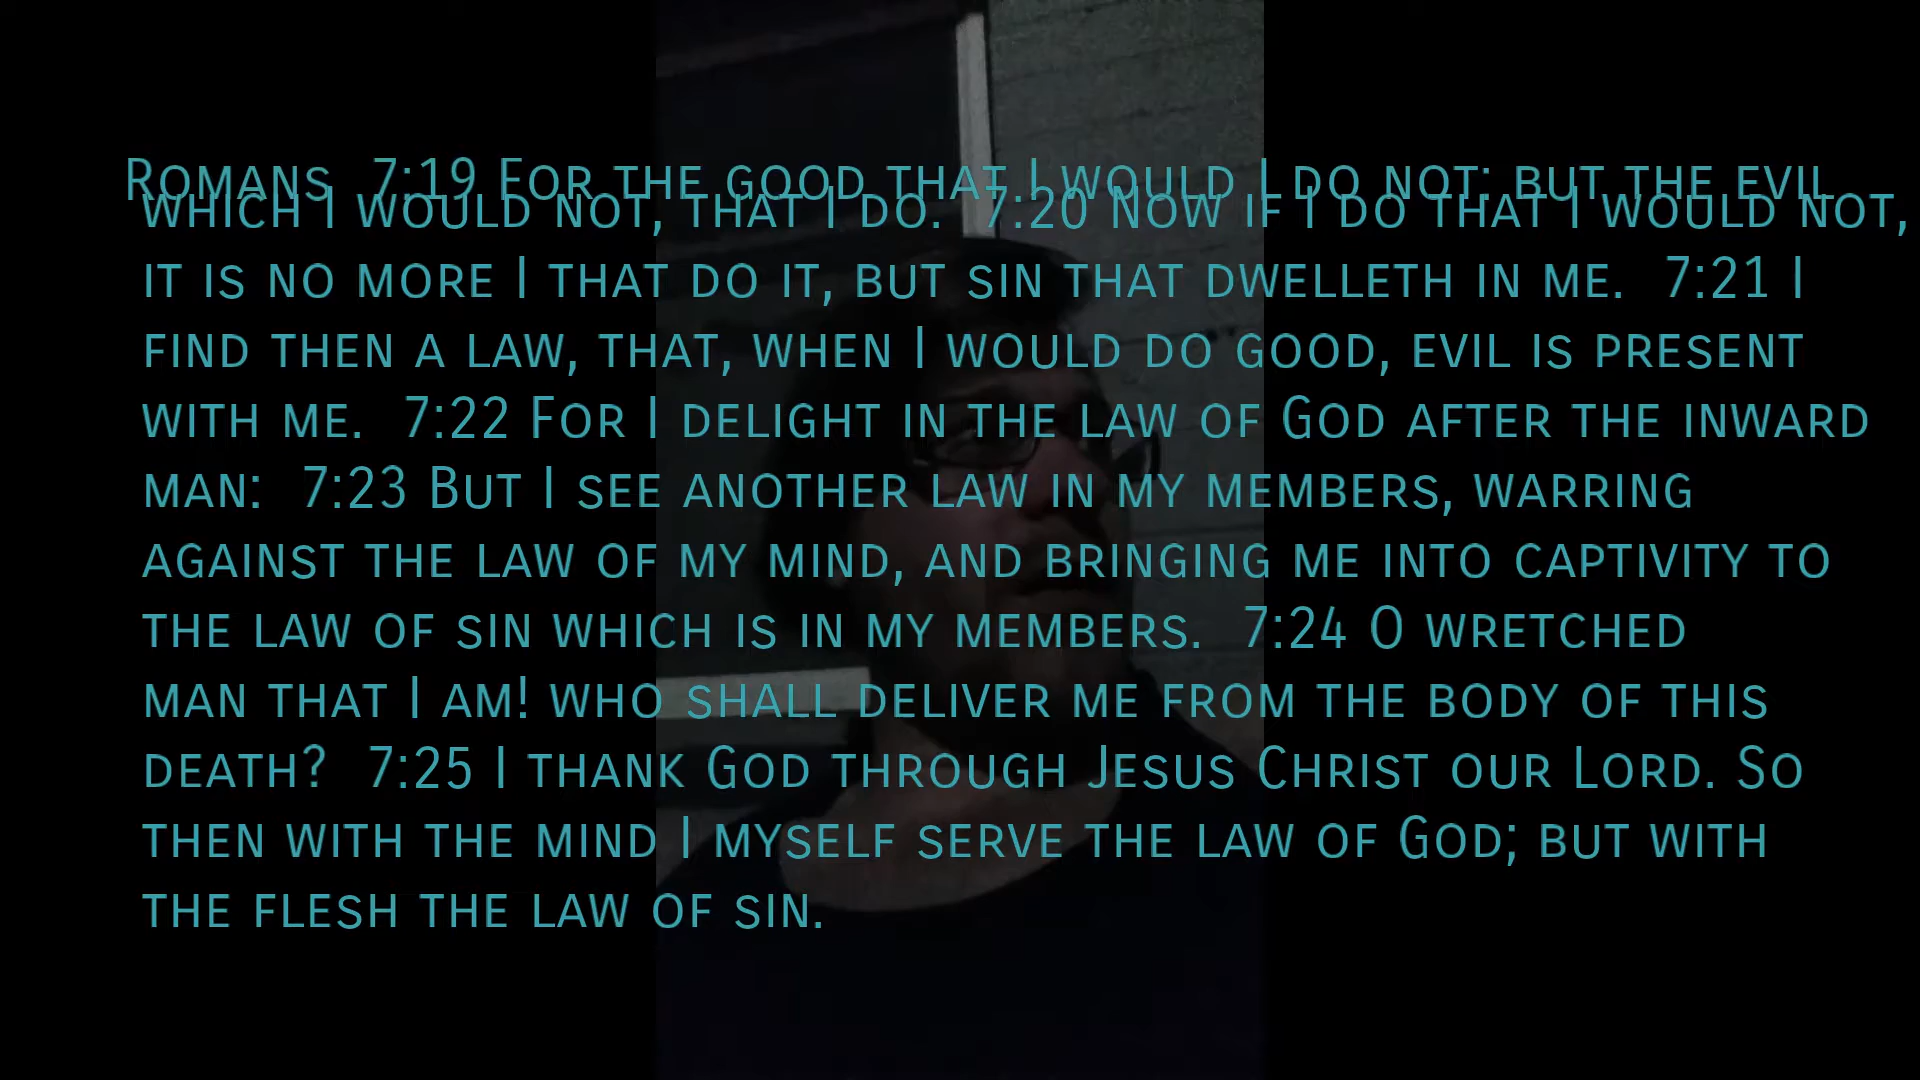 Romans 7:19 For the good that I would I do not: but the evil
which I would not, that I do. 7:20 Now if I do that I would not,
it is no more I that do it, but sin that dwelleth in me. 7:21 I
find then a law, that, when I would do good, evil is present
with me. 7:22 For I delight in the law of God after the inward
man: 7:23 But I see another law in my members, warring
against the law of my mind, and bringing me into captivity to
the law of sin which is in my members. 7:24 O wretched
man that I am! who shall deliver me from the body of this
death? 7:25 I thank God through Jesus Christ our Lord. So
then with the mind I myself serve the law of God; but with
the flesh the law of sin.